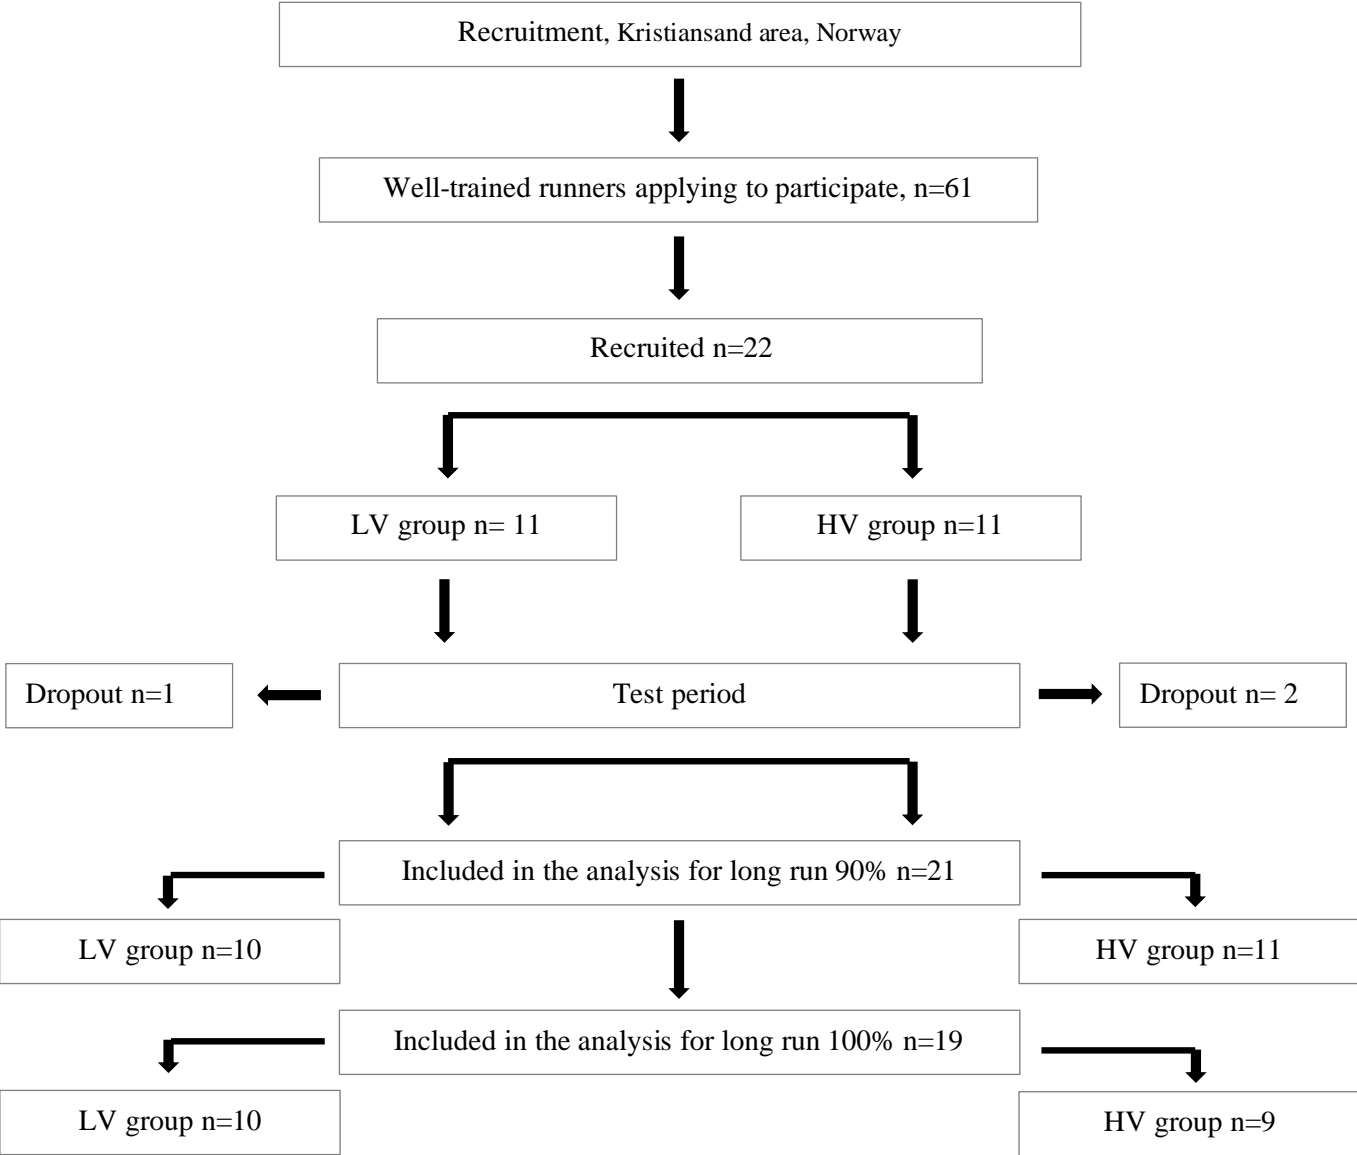 Recruitment, Kristiansand area, Norway
Well-trained runners applying to participate, n=61
Recruited n=22
LV group n= 11
HV group n=11
Dropout n=1
Test period
Dropout n= 2
Included in the analysis for long run 90% n=21
LV group n=10
HV group n=11
Included in the analysis for long run 100% n=19
LV group n=10
HV group n=9